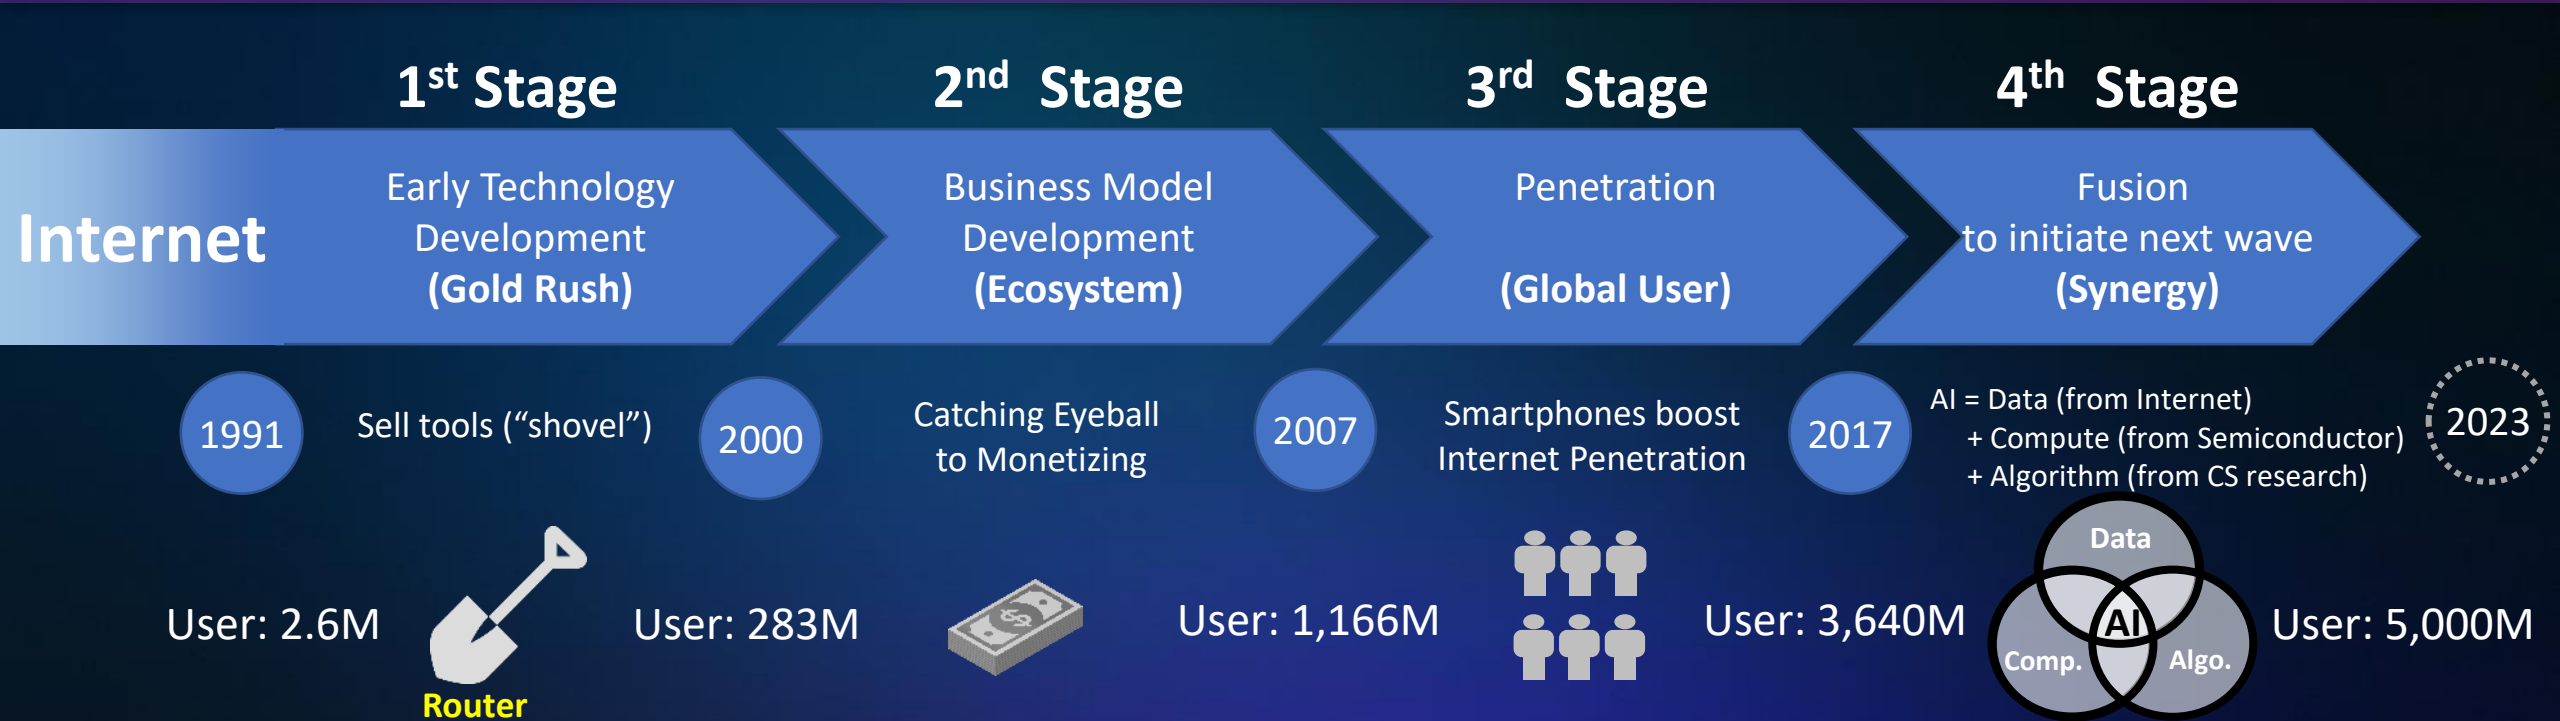 1st Stage
2nd Stage
3rd Stage
4th Stage
Internet
Early Technology
Development
(Gold Rush)
Business Model
Development
(Ecosystem)
Penetration
(Global User)
Fusion
to initiate next wave
(Synergy)
1991
Sell tools (“shovel”)
2000
Catching Eyeball
to Monetizing
2007
Smartphones boost
Internet Penetration
2017
AI = Data (from Internet)
+ Compute (from Semiconductor)
+ Algorithm (from CS research)
2023
User: 2.6M
Router
User: 283M
User: 1,166M
User: 3,640M
Data
AI
Comp.
Algo.
User: 5,000M